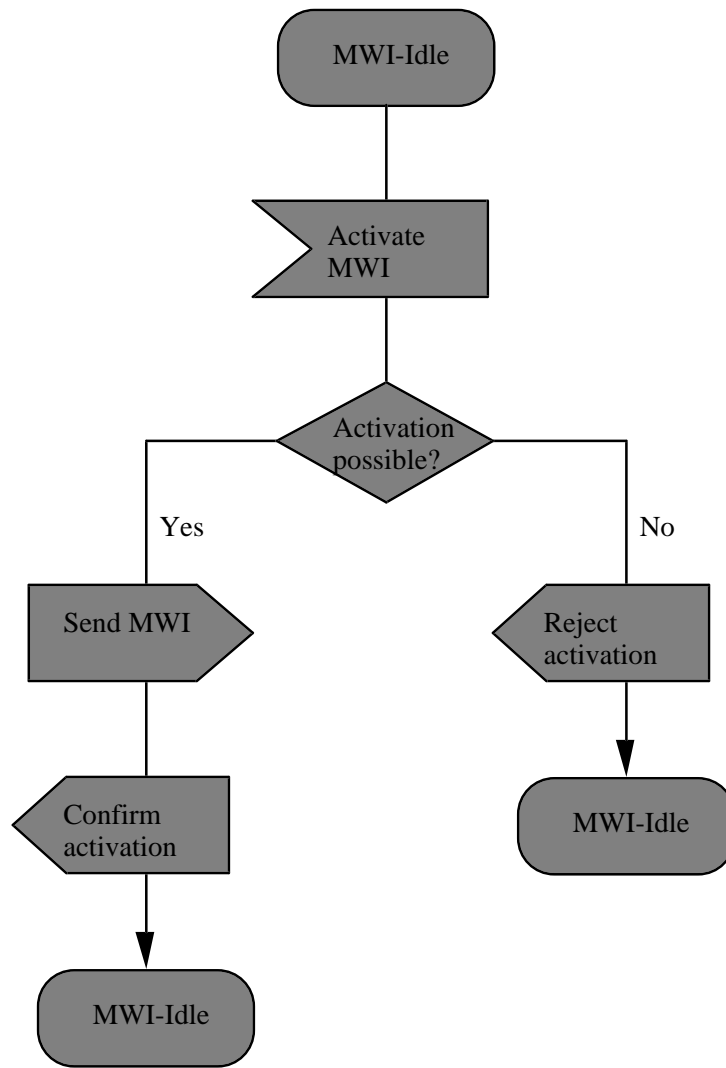 MWI-Idle
Activate
MWI
Activation
possible?
Yes
No
Send MWI
Reject
activation
Confirm
activation
MWI-Idle
MWI-Idle